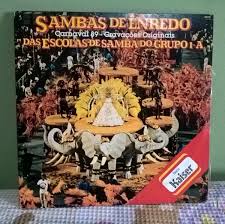 SAMBAS DE ENREDO
Carnaval 89 - Gravações Originais
DAS ESCOLAS DE SAMBA DO GRUPO 1-A
Kaiser